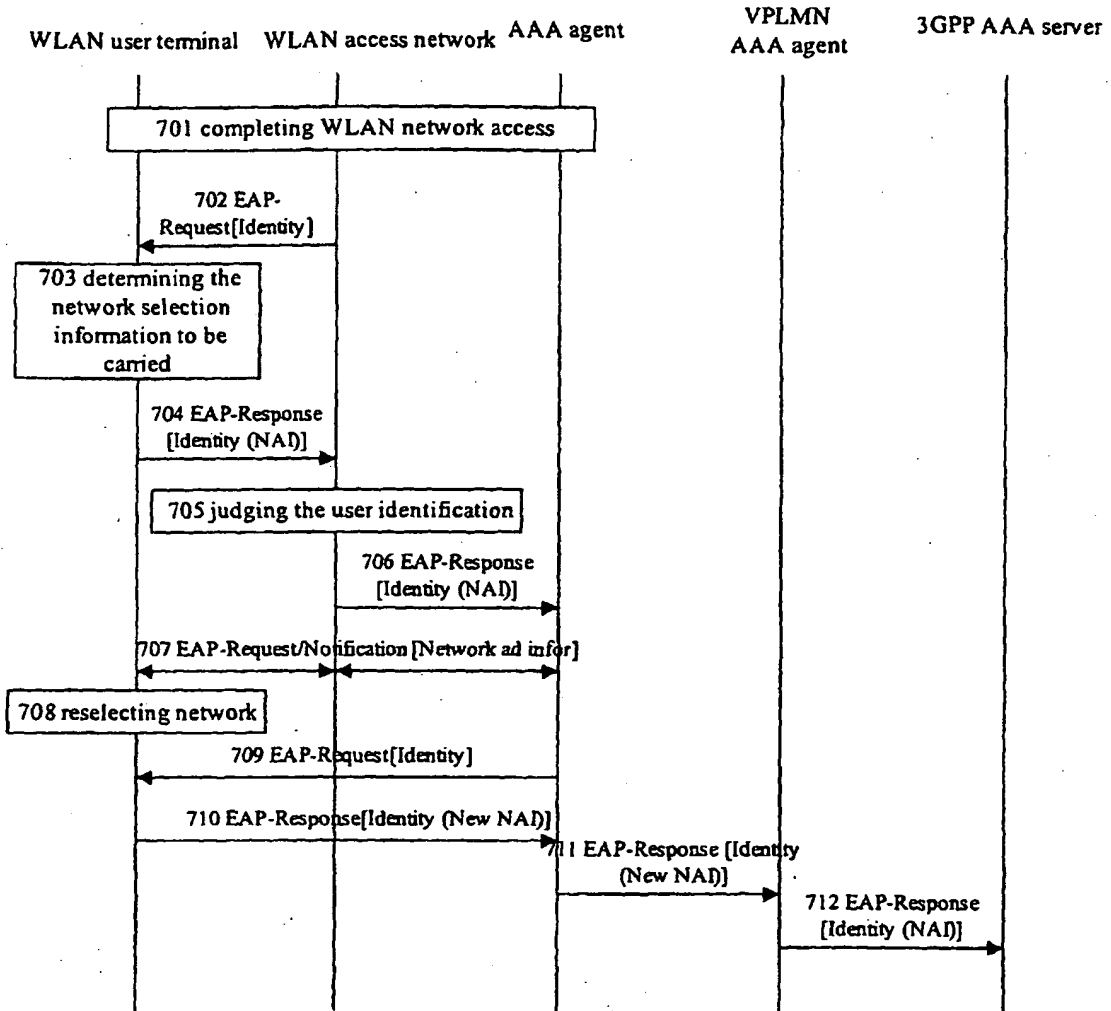 WLAN user terminal
WLAN access network
AAA agent
VPLMN
AAA agent
3GPP AAA server
701 completing WLAN network access
702 EAP-
Request[Identity]
703 determining the
network selection
information to be
carried
704 EAP-Response
[Identity (NAI)]
705 judging the user identification
706 EAP-Response
[Identity (NAI)]
707 EAP-Request/Notification [Network ad infor]
708 reselecting network
709 EAP-Request[Identity]
710 EAP-Response[Identity (New NAI)]
711 EAP-Response [Identity
(New NAI)]
712 EAP-Response
[Identity (NAI)]